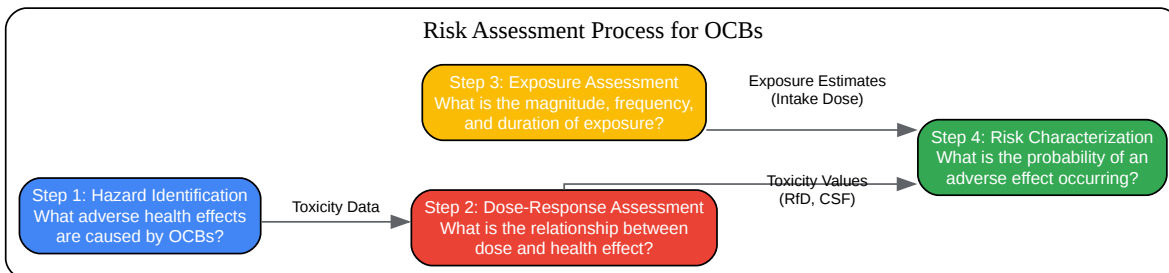 Risk Assessment Process for OCBs
Step 3: Exposure Assessment
What is the magnitude, frequency,
and duration of exposure?
Exposure Estimates
(Intake Dose)
Step 4: Risk Characterization
What is the probability of an
adverse effect occurring?
Step 1: Hazard Identification
What adverse health effects
are caused by OCBs?
Toxicity Data
Step 2: Dose-Response Assessment
What is the relationship between
dose and health effect?
Toxicity Values
(RfD, CSF)